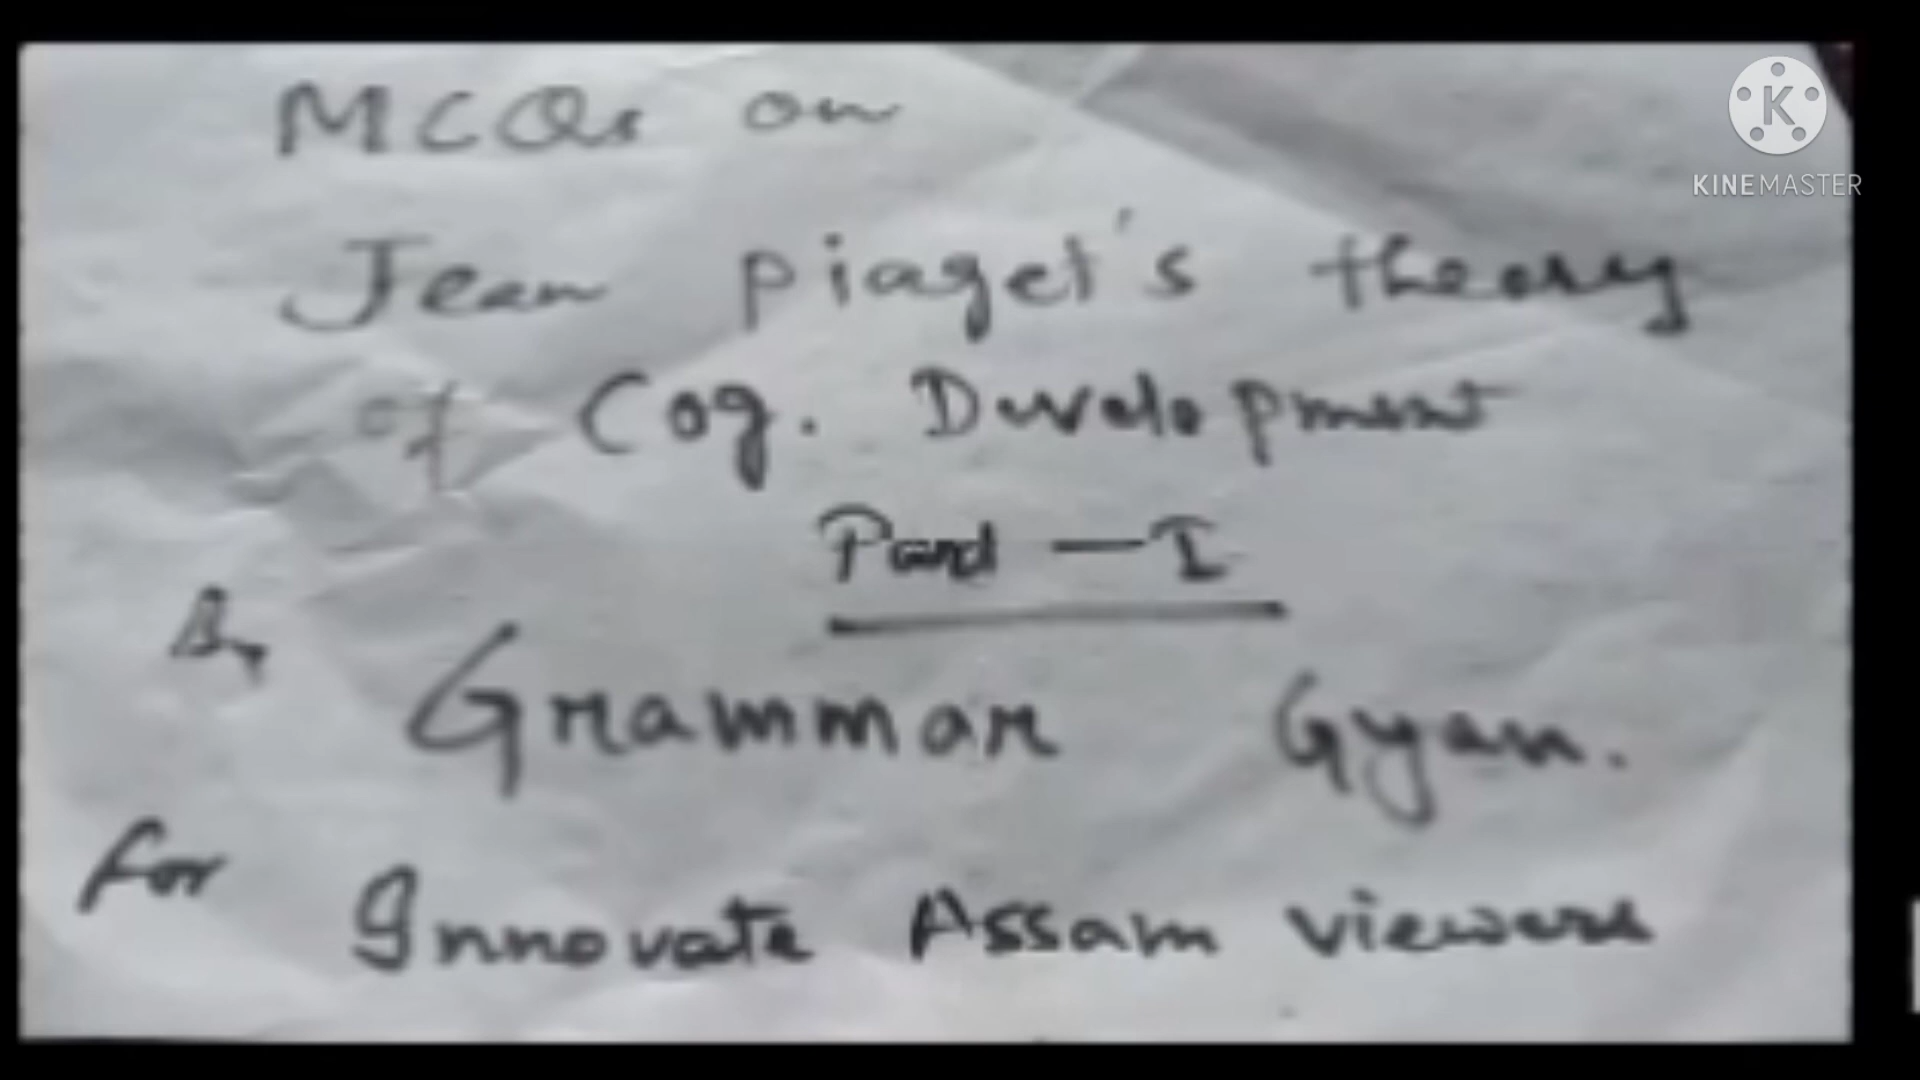 MCQs on
Jean Piaget's theory
of Cog. Development
Part - I
By
Grammar Gyan.
for Innovate Assam viewers
K
KINEMASTER